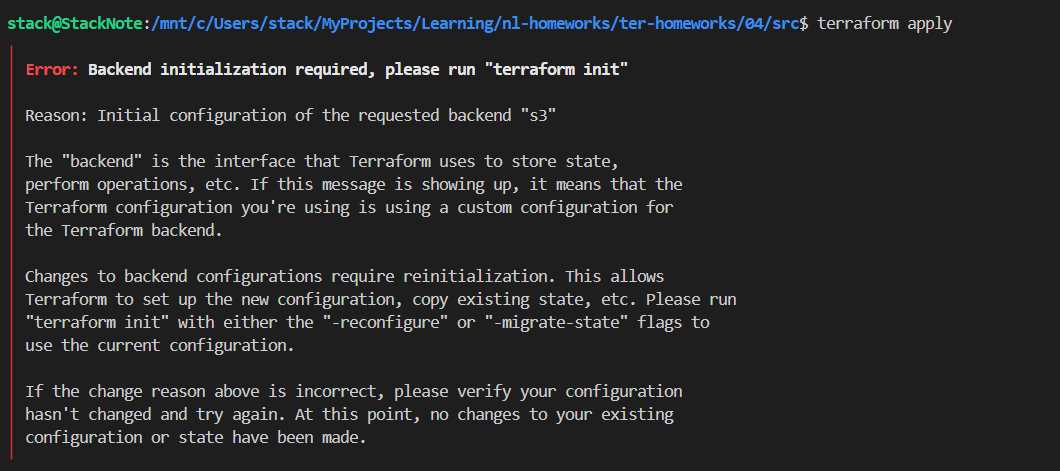 stack@StackNote:/mnt/c/Users/stack/MyProjects/Learning/nl-homeworks/ter-homeworks/04/src$ terraform apply
Error: Backend initialization required, please run "terraform init"
Reason: Initial configuration of the requested backend "s3"
The "backend" is the interface that Terraform uses to store state,
perform operations, etc. If this message is showing up, it means that the
Terraform configuration you're using is using a custom configuration for
the Terraform backend.
Changes to backend configurations require reinitialization. This allows
Terraform to set up the new configuration, copy existing state, etc. Please run
"terraform init" with either the "-reconfigure" or "-migrate-state" flags to
use the current configuration.
If the change reason above is incorrect, please verify your configuration
hasn't changed and try again. At this point, no changes to your existing
configuration or state have been made.